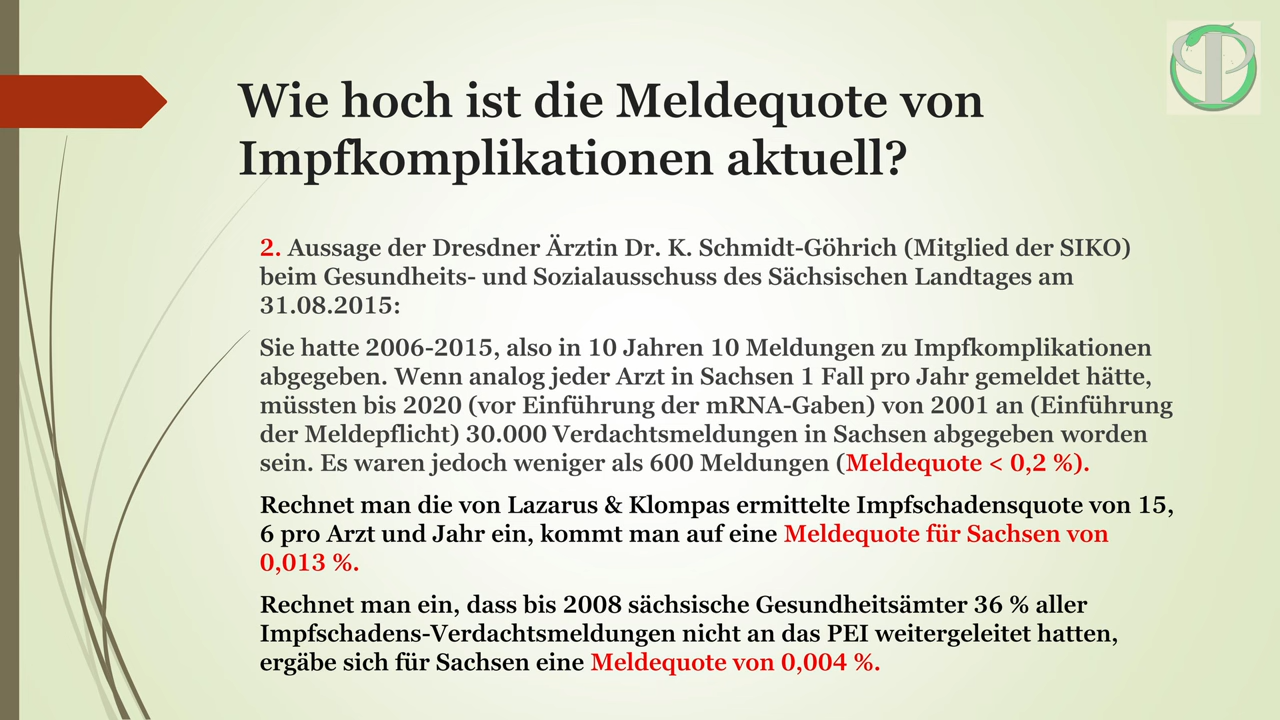 Wie hoch ist die Meldequote von
Impfkomplikationen aktuell?
2. Aussage der Dresdner Ärztin Dr. K. Schmidt-Göhrich (Mitglied der SIKO)
beim Gesundheits- und Sozialausschuss des Sächsischen Landtages am
31.08.2015:
Sie hatte 2006-2015, also in 10 Jahren 10 Meldungen zu Impfkomplikationen
abgegeben. Wenn analog jeder Arzt in Sachsen 1 Fall pro Jahr gemeldet hätte,
müssten bis 2020 (vor Einführung der mRNA-Gaben) von 2001 an (Einführung
der Meldepflicht) 30.000 Verdachtsmeldungen in Sachsen abgegeben worden
sein. Es waren jedoch weniger als 600 Meldungen (Meldequote < 0,2 %).
Rechnet man die von Lazarus & Klompas ermittelte Impfschadensquote von 15,
6 pro Arzt und Jahr ein, kommt man auf eine Meldequote für Sachsen von
0,013 %.
Rechnet man ein, dass bis 2008 sächsische Gesundheitsämter 36 % aller
Impfschadens-Verdachtsmeldungen nicht an das PEI weitergeleitet hatten,
ergäbe sich für Sachsen eine Meldequote von 0,004 %.